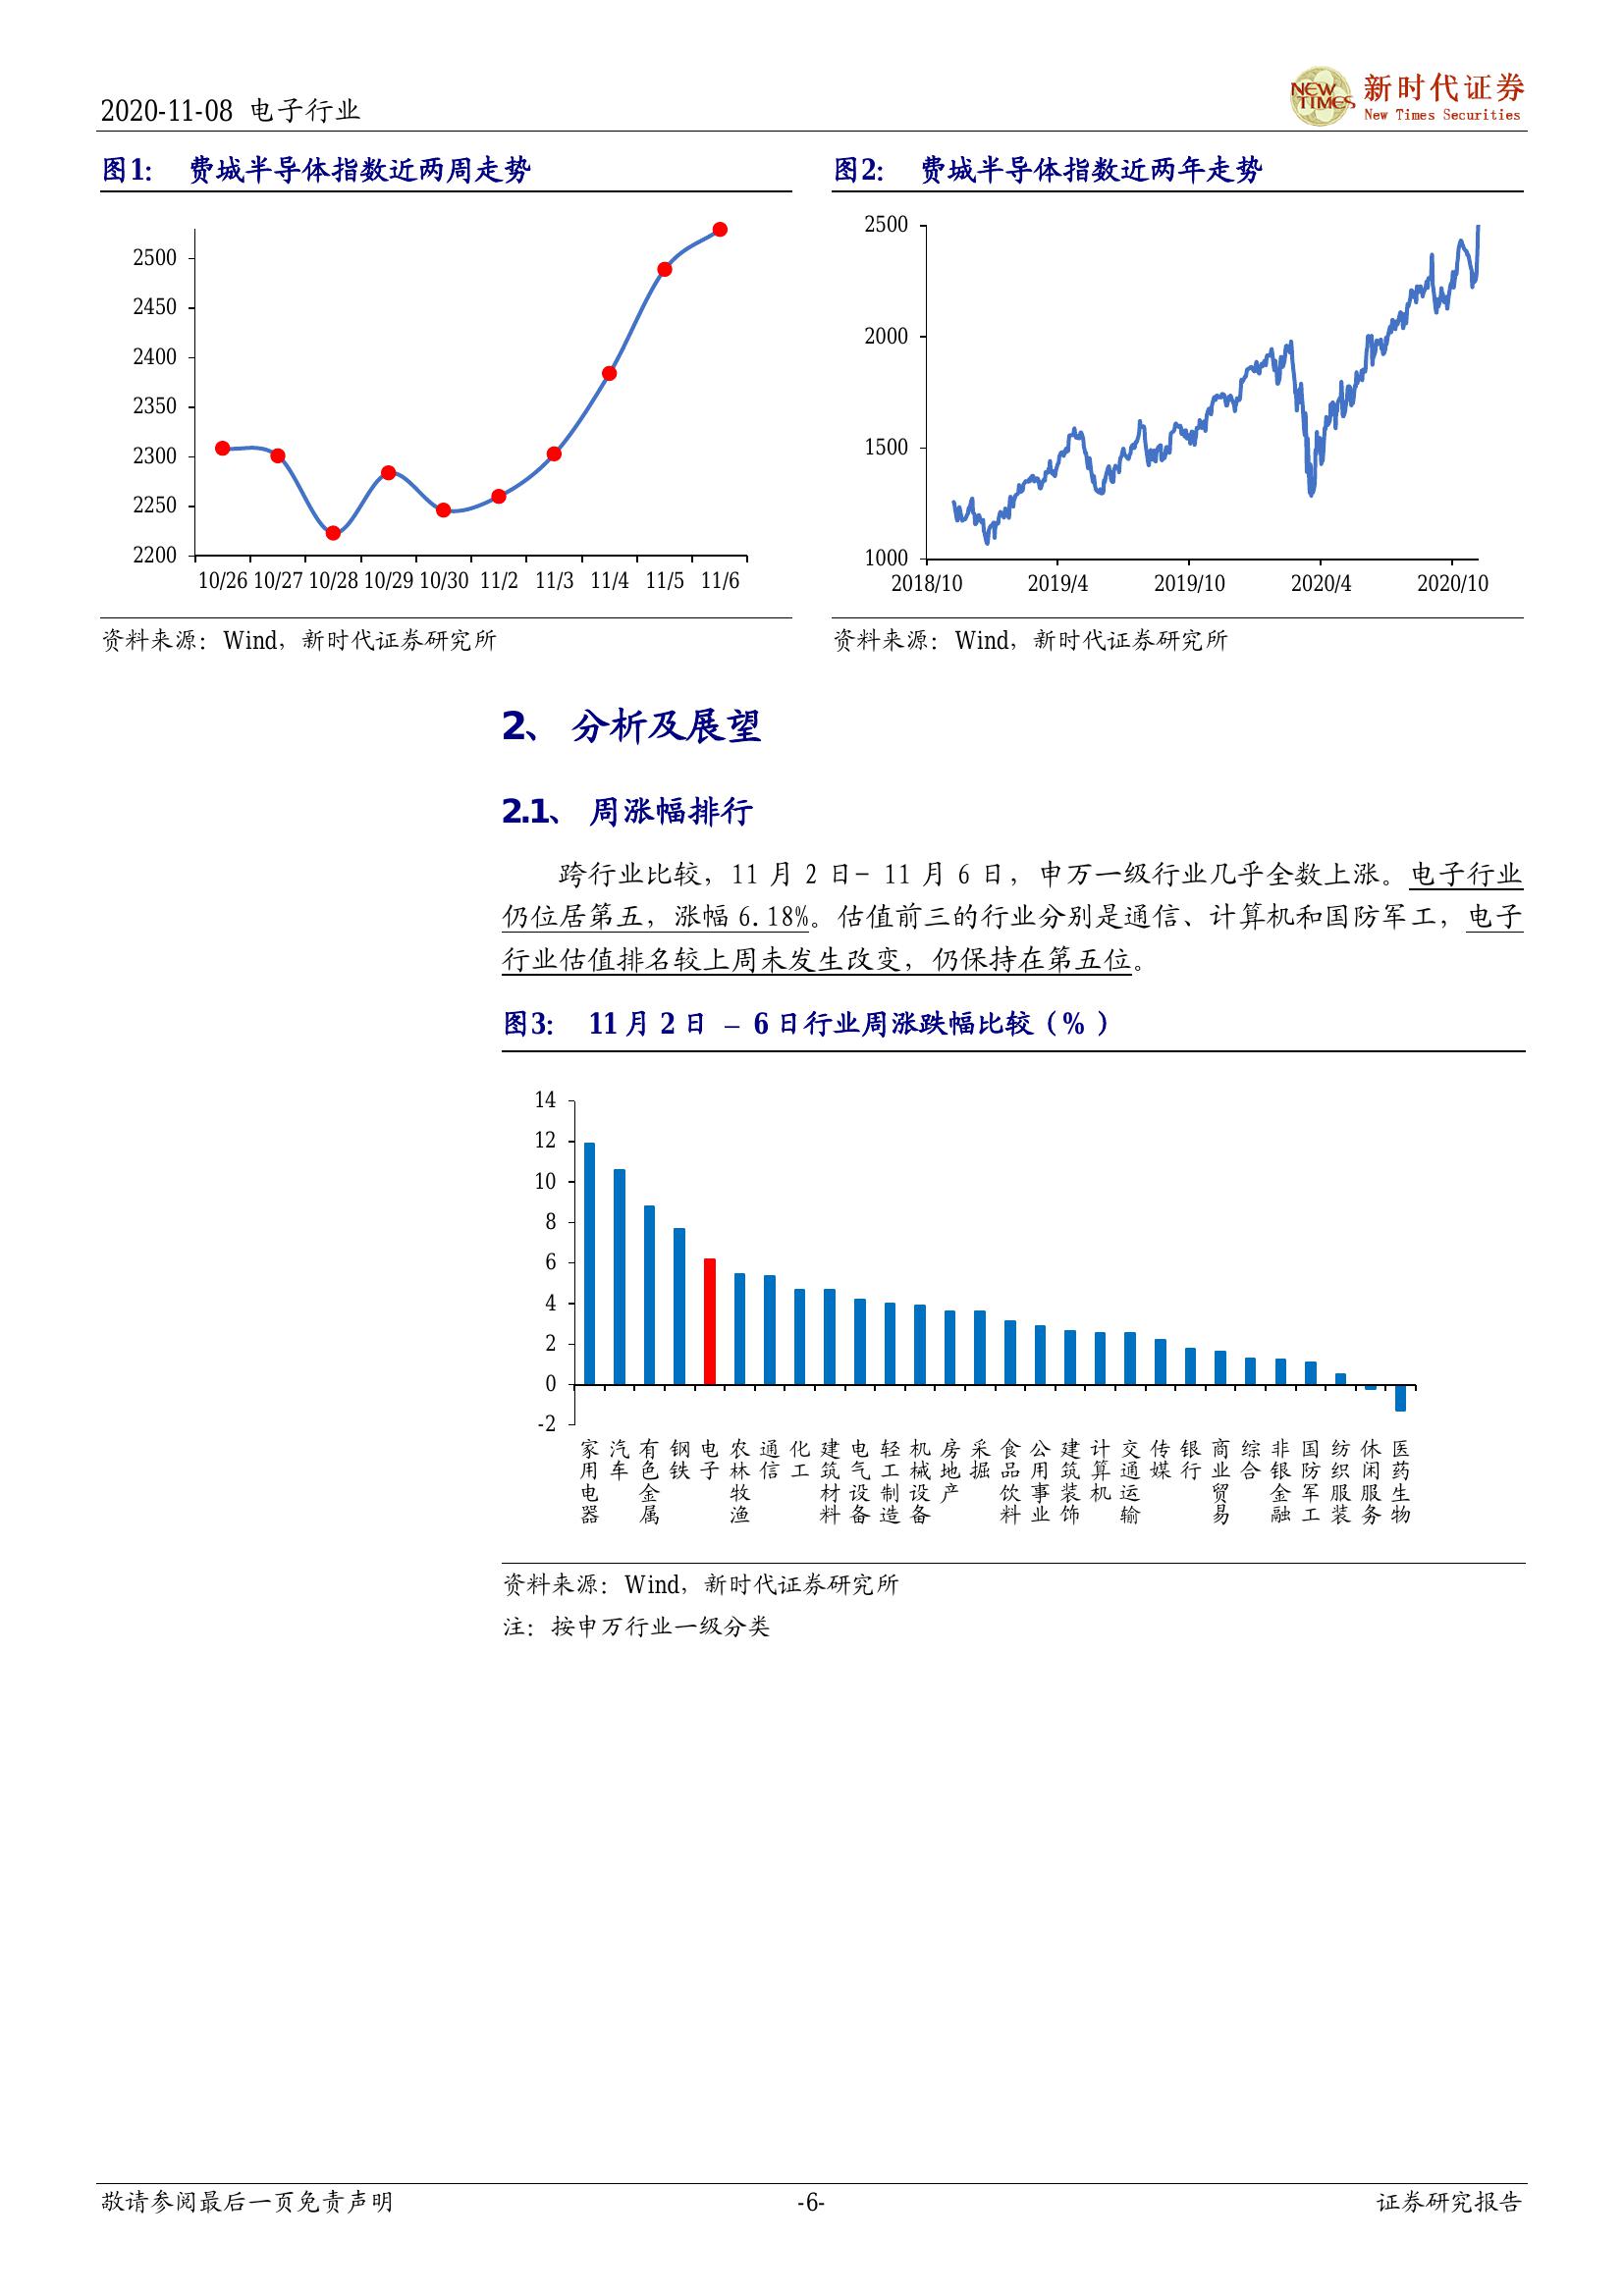 2020-11-08 电子行业
NEW TIMES 新时代证券
New Times Securities
图1： 费城半导体指数近两周走势
2500
2450
2400
2350
2300
2250
2200
10/26 10/27 10/28 10/29 10/30 11/2 11/3 11/4 11/5 11/6
资料来源：Wind，新时代证券研究所
图2： 费城半导体指数近两年走势
2500
2000
1500
1000
2018/10 2019/4 2019/10 2020/4 2020/10
资料来源：Wind，新时代证券研究所
2、 分析及展望
2.1、 周涨幅排行
跨行业比较，11 月 2 日- 11 月 6 日，申万一级行业几乎全数上涨。电子行业
仍位居第五，涨幅 6.18%。估值前三的行业分别是通信、计算机和国防军工，电子
行业估值排名较上周未发生改变，仍保持在第五位。
图3： 11 月 2 日 – 6 日行业周涨跌幅比较（%）
14
12
10
8
6
4
2
0
-2
家用电器
汽车
有色金属
钢铁
电子
农林牧渔
通信
化工
建筑材料
电气设备
轻工制造
机械设备
房地产
采掘
食品饮料
公用事业
建筑装饰
计算机
交通运输
传媒
银行
商业贸易
综合
非银金融
国防军工
纺织服装
休闲服务
医药生物
资料来源：Wind，新时代证券研究所
注：按申万行业一级分类
敬请参阅最后一页免责声明 -6- 证券研究报告